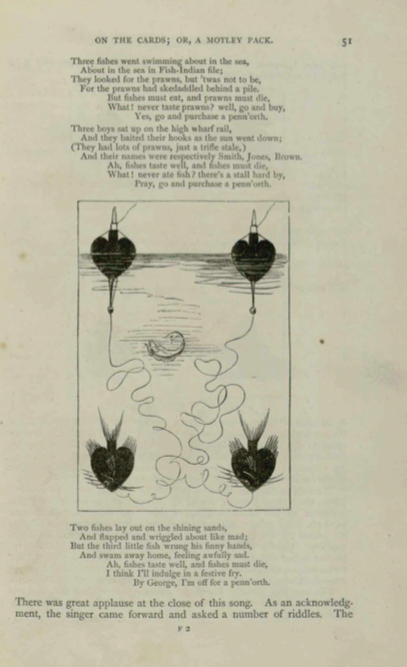 ON THE CARDS; OR, A MOTLEY PACK. 51
Three fishes went swimming about in the sea,
About in the sea in Fish-Indian file;
They looked for the prawns, but 'twas not to be,
For the prawns had skedaddled behind a pile.
But fishes must eat, and prawns must die,
What! never taste prawns? well, go and buy,
Yes, go and purchase a penn'orth.
Three boys sat up on the high wharf rail,
And they baited their hooks as the sun went down;
(They had lots of prawns, just a trifle stale,)
And their names were respectively Smith, Jones, Brown.
Ah, fishes taste well, and fishes must die,
What! never ate fish? there's a stall hard by,
Pray, go and purchase a penn'orth.
Two fishes lay out on the shining sands,
And flapped and wriggled about like mad;
But the third little fish wrung his finny hands,
And swam away home, feeling awfully sad.
Ah, fishes taste well, and fishes must die,
I think I'll indulge in a festive fry.
By George, I'm off for a penn'orth.
There was great applause at the close of this song. As an acknowledg-
ment, the singer came forward and asked a number of riddles. The
F 2